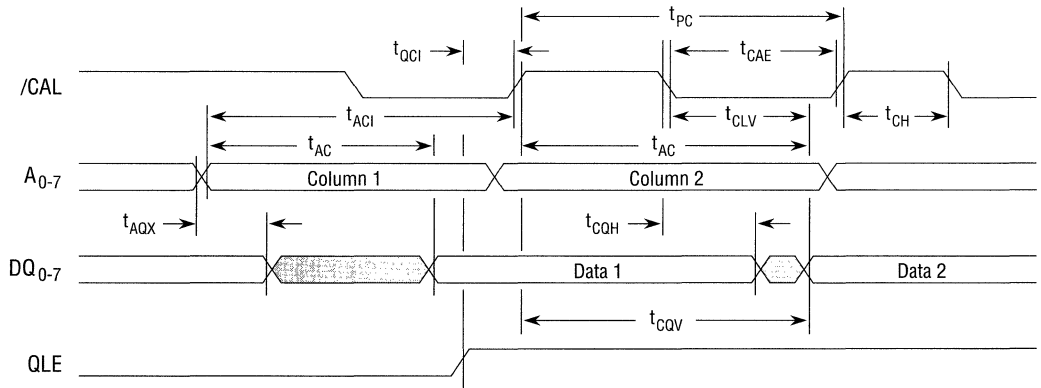 t_PC
t_QCI
t_CAE
/CAL
t_ACI
t_CLV
t_CH
t_AC
t_AC
A_0-7
Column 1
Column 2
t_AQX
t_CQH
DQ_0-7
Data 1
Data 2
t_CQV
QLE